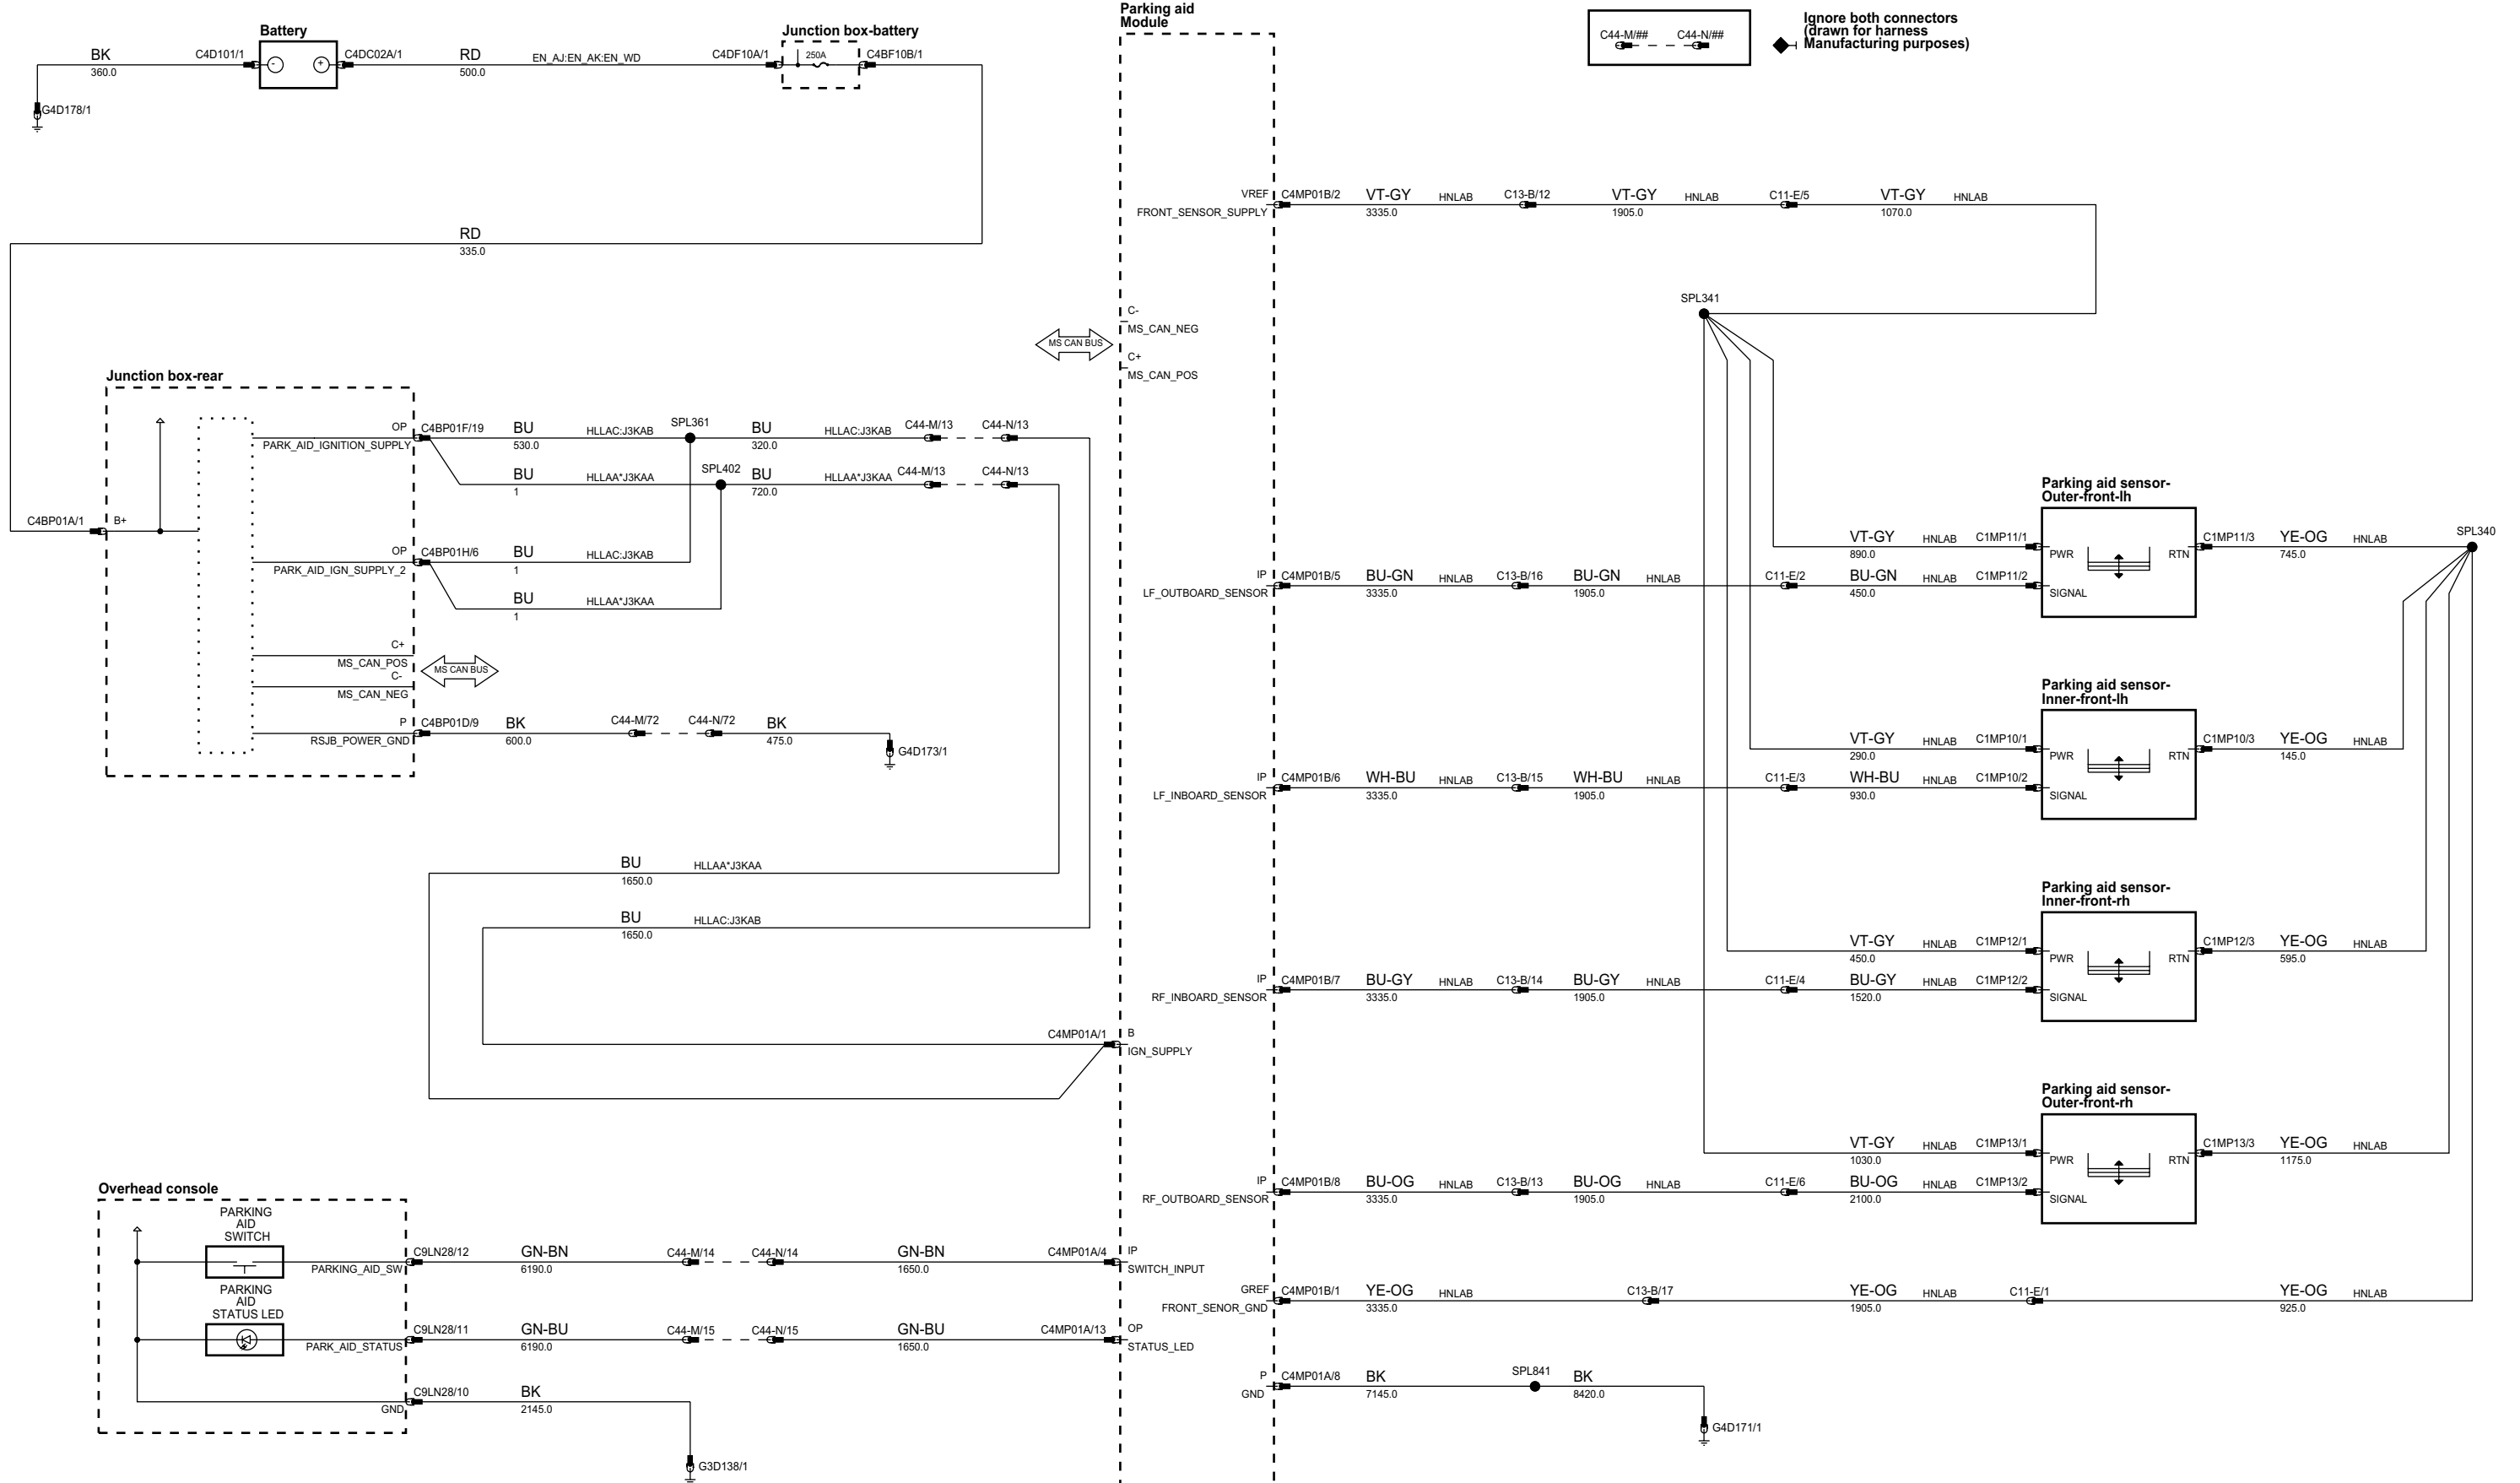 Battery
BK
360.0
C4D101/1
-
+
C4DC02A/1
RD
500.0
EN_AJ:EN_AK:EN_WD
Junction box-battery
C4DF10A/1
250A
C4BF10B/1
G4D178/1
RD
335.0
Parking aid
Module
C44-M/##
C44-N/##
Ignore both connectors
(drawn for harness
Manufacturing purposes)
VREF
FRONT_SENSOR_SUPPLY
C4MP01B/2
VT-GY
3335.0
HNLAB
C13-B/12
VT-GY
1905.0
HNLAB
C11-E/5
VT-GY
1070.0
HNLAB
SPL341
C-
MS_CAN_NEG
MS CAN BUS
C+
MS_CAN_POS
Junction box-rear
OP
PARK_AID_IGNITION_SUPPLY
C4BP01F/19
BU
530.0
HLLAC:J3KAB
SPL361
BU
320.0
HLLAC:J3KAB
C44-M/13
C44-N/13
BU
1
HLLAA*J3KAA
SPL402
BU
720.0
HLLAA*J3KAA
C44-M/13
C44-N/13
C4BP01A/1
B+
OP
PARK_AID_IGN_SUPPLY_2
C4BP01H/6
BU
1
HLLAC:J3KAB
BU
1
HLLAA*J3KAA
C+
MS_CAN_POS
C-
MS_CAN_NEG
MS CAN BUS
P
RSJB_POWER_GND
C4BP01D/9
BK
600.0
C44-M/72
C44-N/72
BK
475.0
G4D173/1
BU
1650.0
HLLAA*J3KAA
BU
1650.0
HLLAC:J3KAB
C4MP01A/1
B
IGN_SUPPLY
Parking aid sensor-
Outer-front-lh
VT-GY
890.0
HNLAB
C1MP11/1
PWR
RTN
C1MP11/3
YE-OG
745.0
HNLAB
SPL340
IP
LF_OUTBOARD_SENSOR
C4MP01B/5
BU-GN
3335.0
HNLAB
C13-B/16
BU-GN
1905.0
HNLAB
C11-E/2
BU-GN
450.0
HNLAB
C1MP11/2
SIGNAL
Parking aid sensor-
Inner-front-lh
VT-GY
290.0
HNLAB
C1MP10/1
PWR
RTN
C1MP10/3
YE-OG
145.0
HNLAB
IP
LF_INBOARD_SENSOR
C4MP01B/6
WH-BU
3335.0
HNLAB
C13-B/15
WH-BU
1905.0
HNLAB
C11-E/3
WH-BU
930.0
HNLAB
C1MP10/2
SIGNAL
Parking aid sensor-
Inner-front-rh
VT-GY
450.0
HNLAB
C1MP12/1
PWR
RTN
C1MP12/3
YE-OG
595.0
HNLAB
IP
RF_INBOARD_SENSOR
C4MP01B/7
BU-GY
3335.0
HNLAB
C13-B/14
BU-GY
1905.0
HNLAB
C11-E/4
BU-GY
1520.0
HNLAB
C1MP12/2
SIGNAL
Parking aid sensor-
Outer-front-rh
VT-GY
1030.0
HNLAB
C1MP13/1
PWR
RTN
C1MP13/3
YE-OG
1175.0
HNLAB
IP
RF_OUTBOARD_SENSOR
C4MP01B/8
BU-OG
3335.0
HNLAB
C13-B/13
BU-OG
1905.0
HNLAB
C11-E/6
BU-OG
2100.0
HNLAB
C1MP13/2
SIGNAL
Overhead console
PARKING
AID
SWITCH
PARKING_AID_SW
C9LN28/12
GN-BN
6190.0
C44-M/14
C44-N/14
GN-BN
1650.0
C4MP01A/4
IP
SWITCH_INPUT
PARKING
AID
STATUS LED
PARK_AID_STATUS
C9LN28/11
GN-BU
6190.0
C44-M/15
C44-N/15
GN-BU
1650.0
C4MP01A/13
OP
STATUS_LED
GND
C9LN28/10
BK
2145.0
G3D138/1
GREF
FRONT_SENOR_GND
C4MP01B/1
YE-OG
3335.0
HNLAB
C13-B/17
YE-OG
1905.0
HNLAB
C11-E/1
YE-OG
925.0
HNLAB
P
GND
C4MP01A/8
BK
7145.0
SPL841
BK
8420.0
G4D171/1